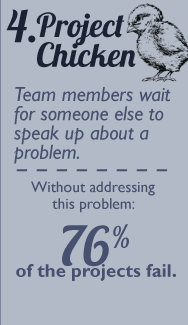 4. Project
Chicken
Team members wait
for someone else to
speak up about a
problem.
Without addressing
this problem:
76%
of the projects fail.